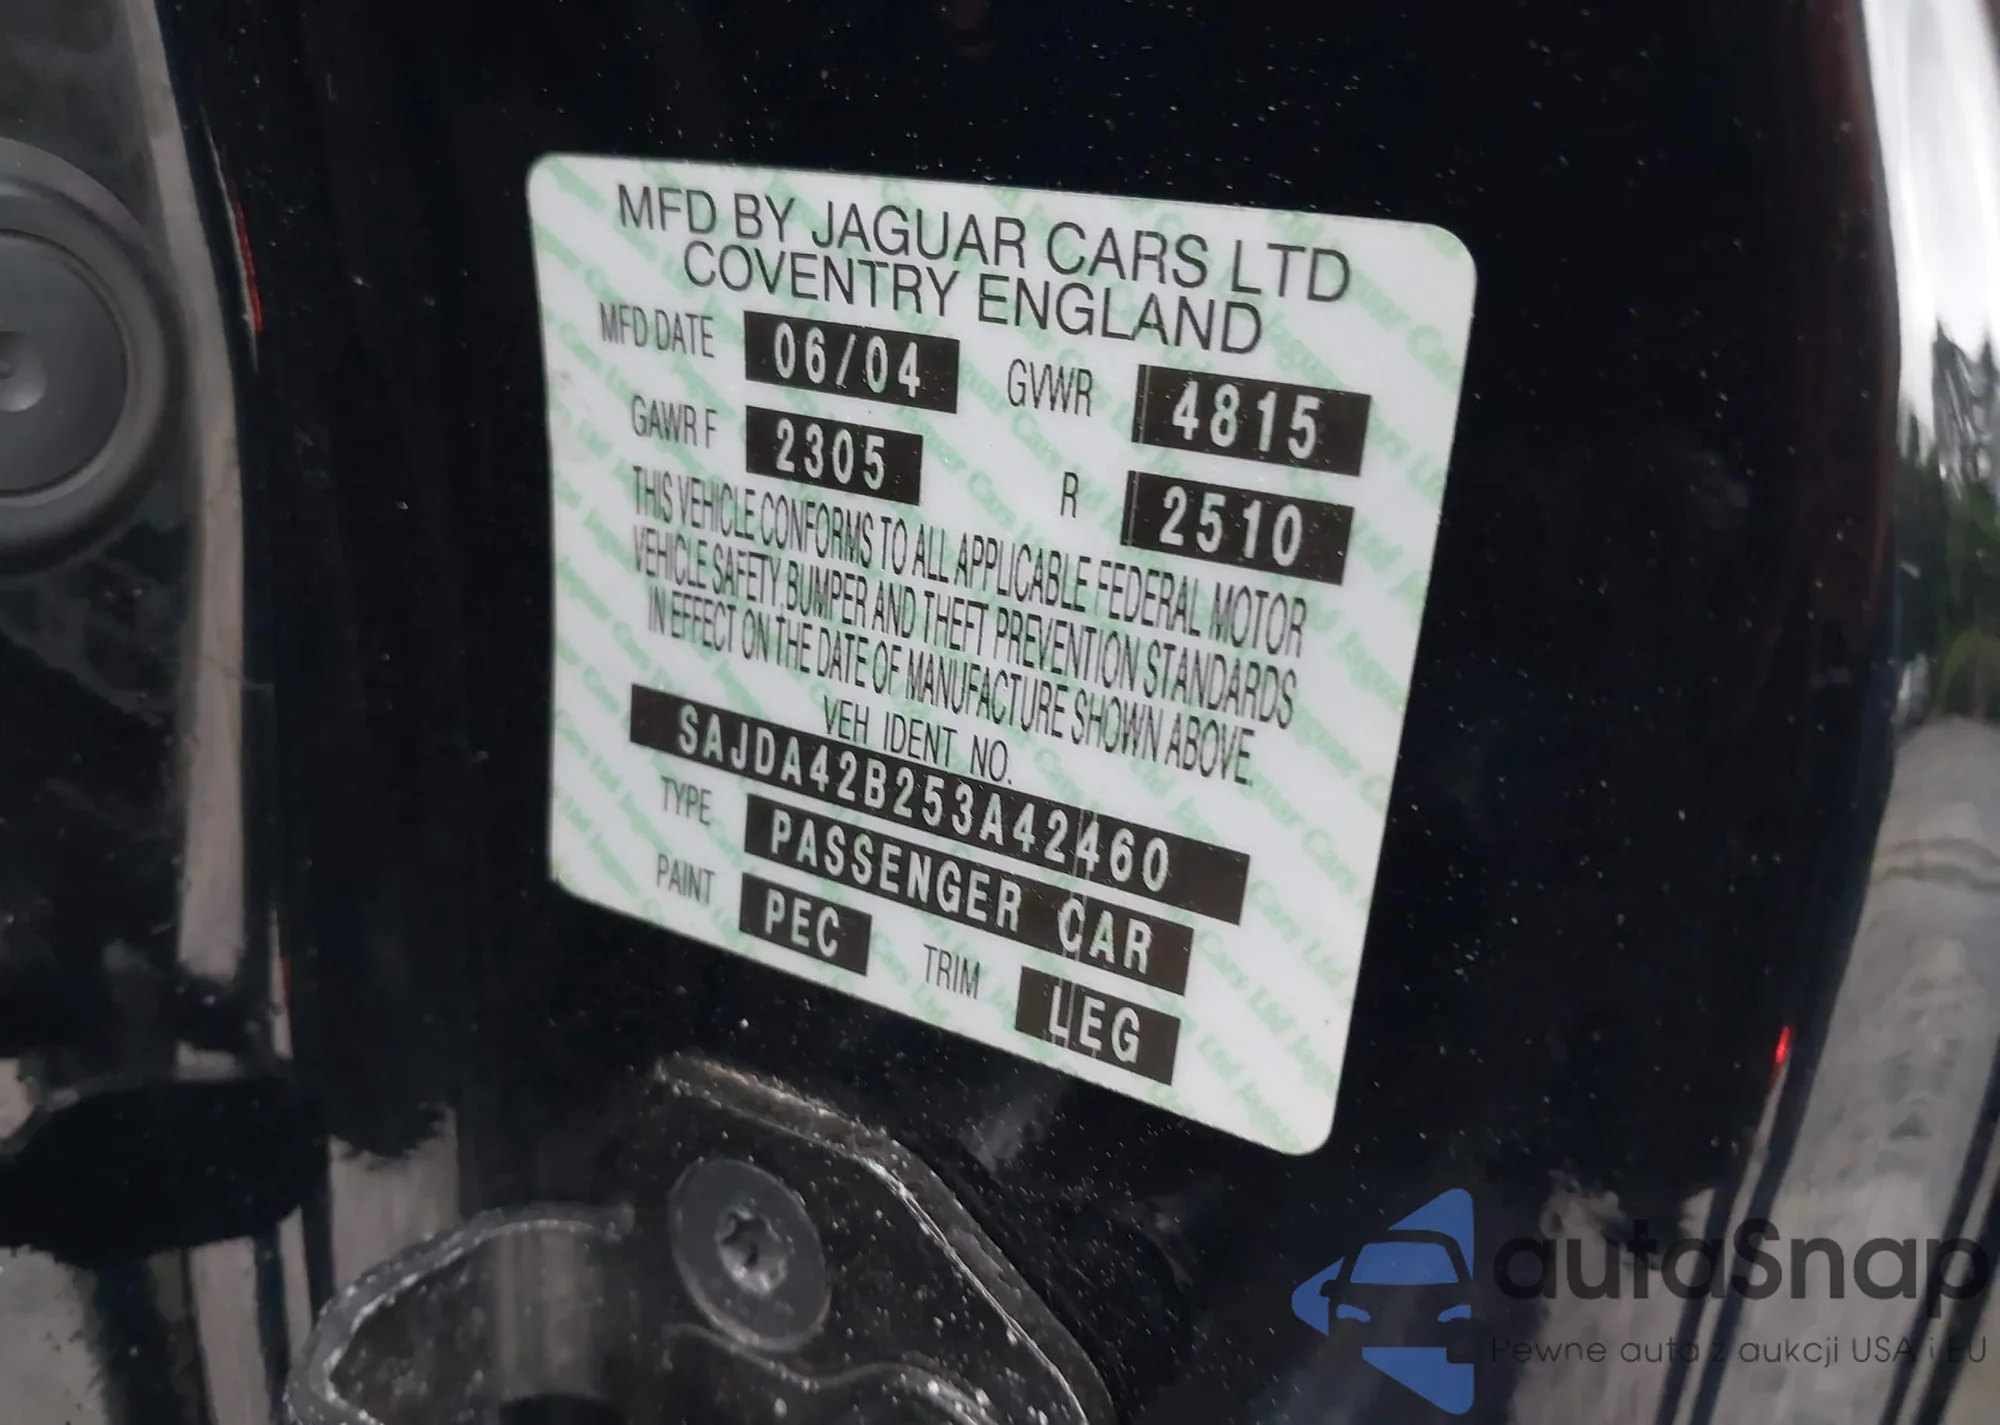 MFD BY JAGUAR CARS LTD
COVENTRY ENGLAND
MFD DATE 06/04 GVWR 4815
GAWR F 2305 R 2510
THIS VEHICLE CONFORMS TO ALL APPLICABLE FEDERAL MOTOR
VEHICLE SAFETY, BUMPER AND THEFT PREVENTION STANDARDS
IN EFFECT ON THE DATE OF MANUFACTURE SHOWN ABOVE.
VEH IDENT NO.
SAJDA42B253A42460
TYPE PASSENGER CAR
PAINT PEC TRIM LEG
autaSnap
Pewne auta z aukcji USA i EU